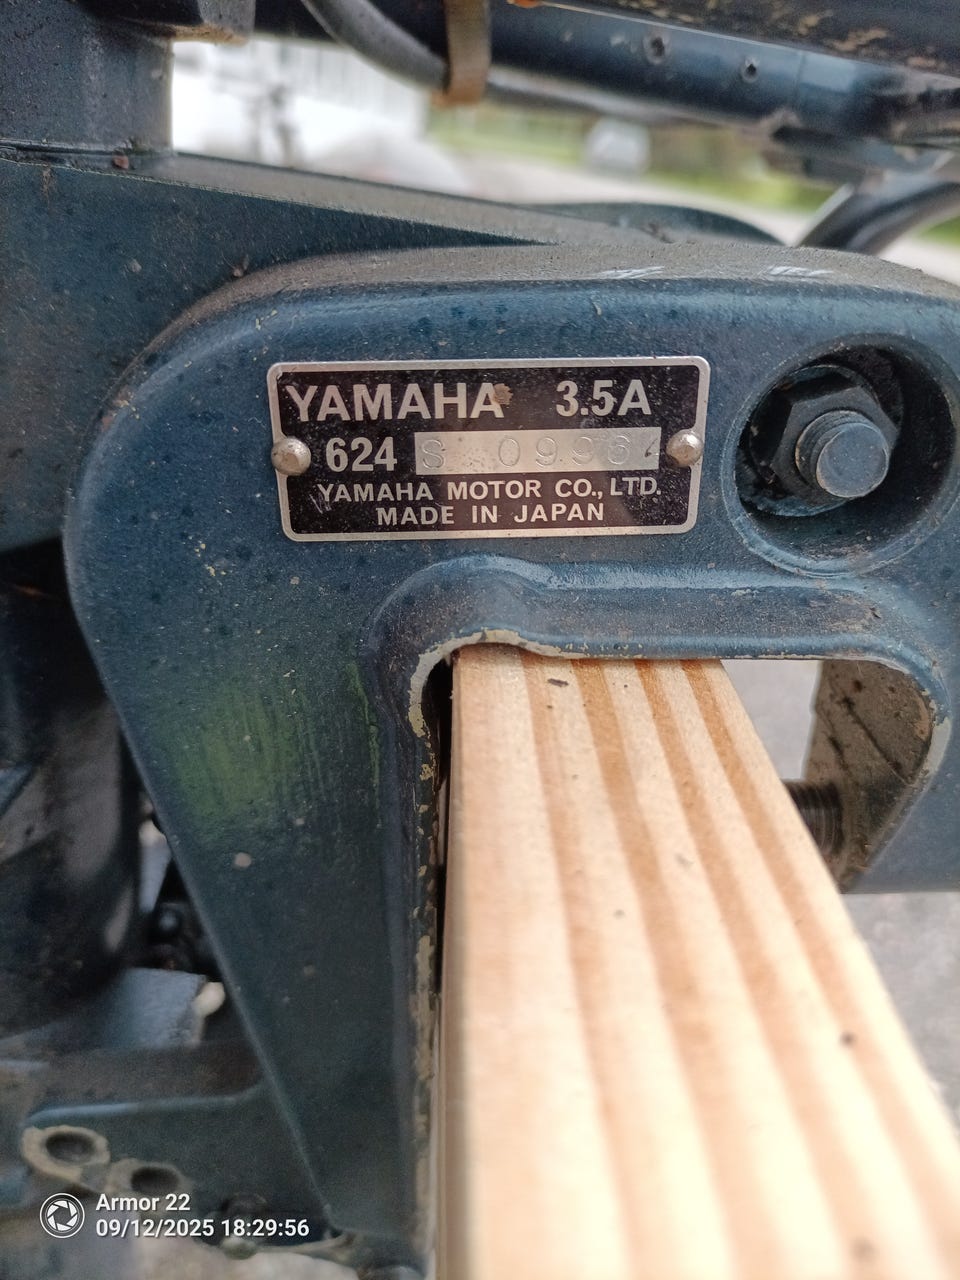 YAMAHA 3.5A
624 S 0996
YAMAHA MOTOR CO., LTD.
MADE IN JAPAN
Armor 22
09/12/2025 18:29:56